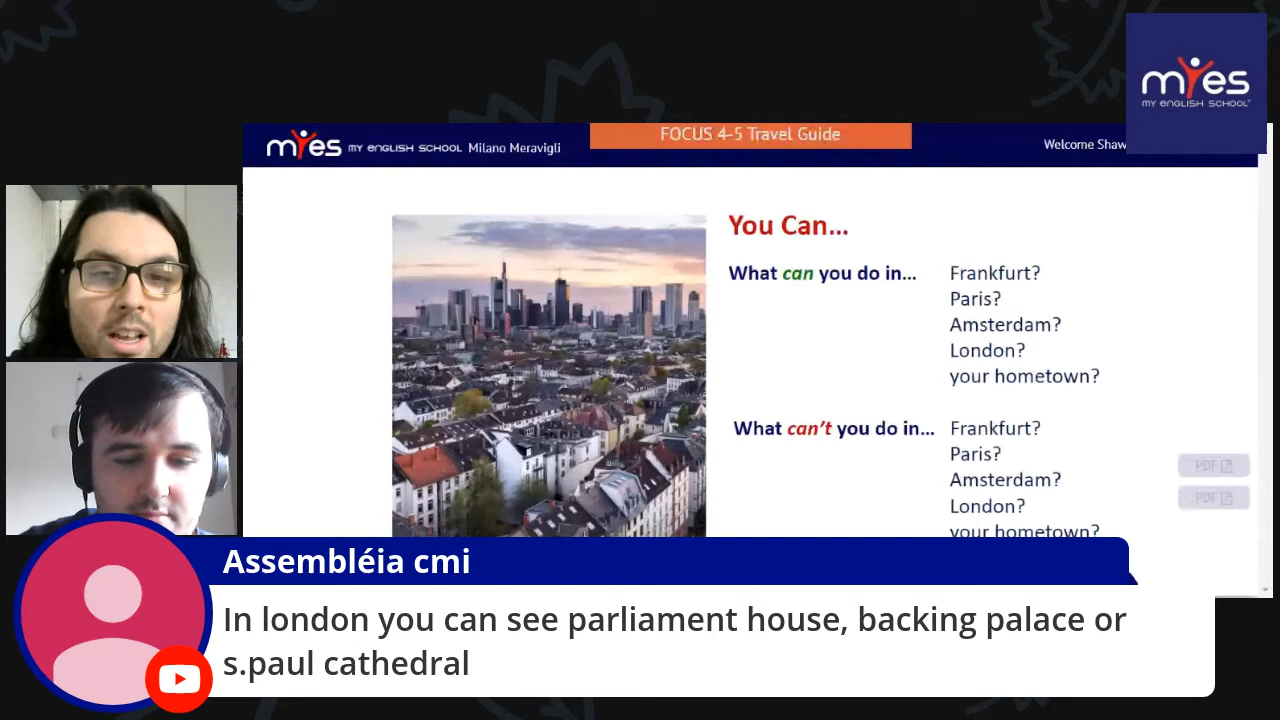 myes
MY ENGLISH SCHOOL
myes MY ENGLISH SCHOOL Milano Meravigli
FOCUS 4-5 Travel Guide
Welcome Shaw
You Can...
What can you do in... Frankfurt?
Paris?
Amsterdam?
London?
your hometown?
What can't you do in... Frankfurt?
Paris?
Amsterdam?
London?
your hometown?
PDF
PDF
Assembléia cmi
In london you can see parliament house, backing palace or
s.paul cathedral